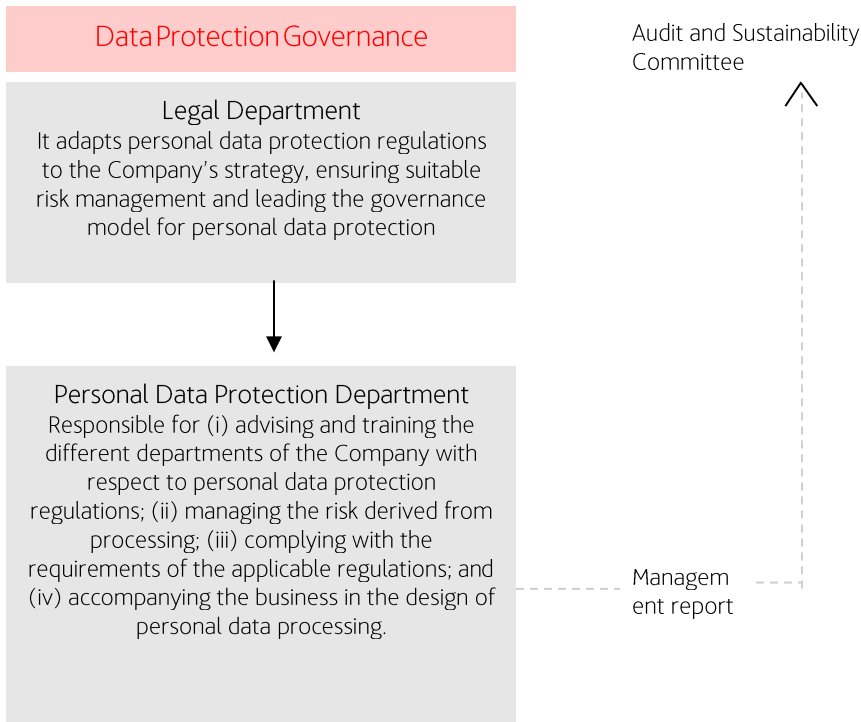 Data Protection Governance
Audit and Sustainability
Committee
Legal Department
It adapts personal data protection regulations
to the Company's strategy, ensuring suitable
risk management and leading the governance
model for personal data protection
Personal Data Protection Department
Responsible for (i) advising and training the
different departments of the Company with
respect to personal data protection
regulations; (ii) managing the risk derived from
processing; (iii) complying with the
requirements of the applicable regulations; and
(iv) accompanying the business in the design of
personal data processing.
Managem
ent report